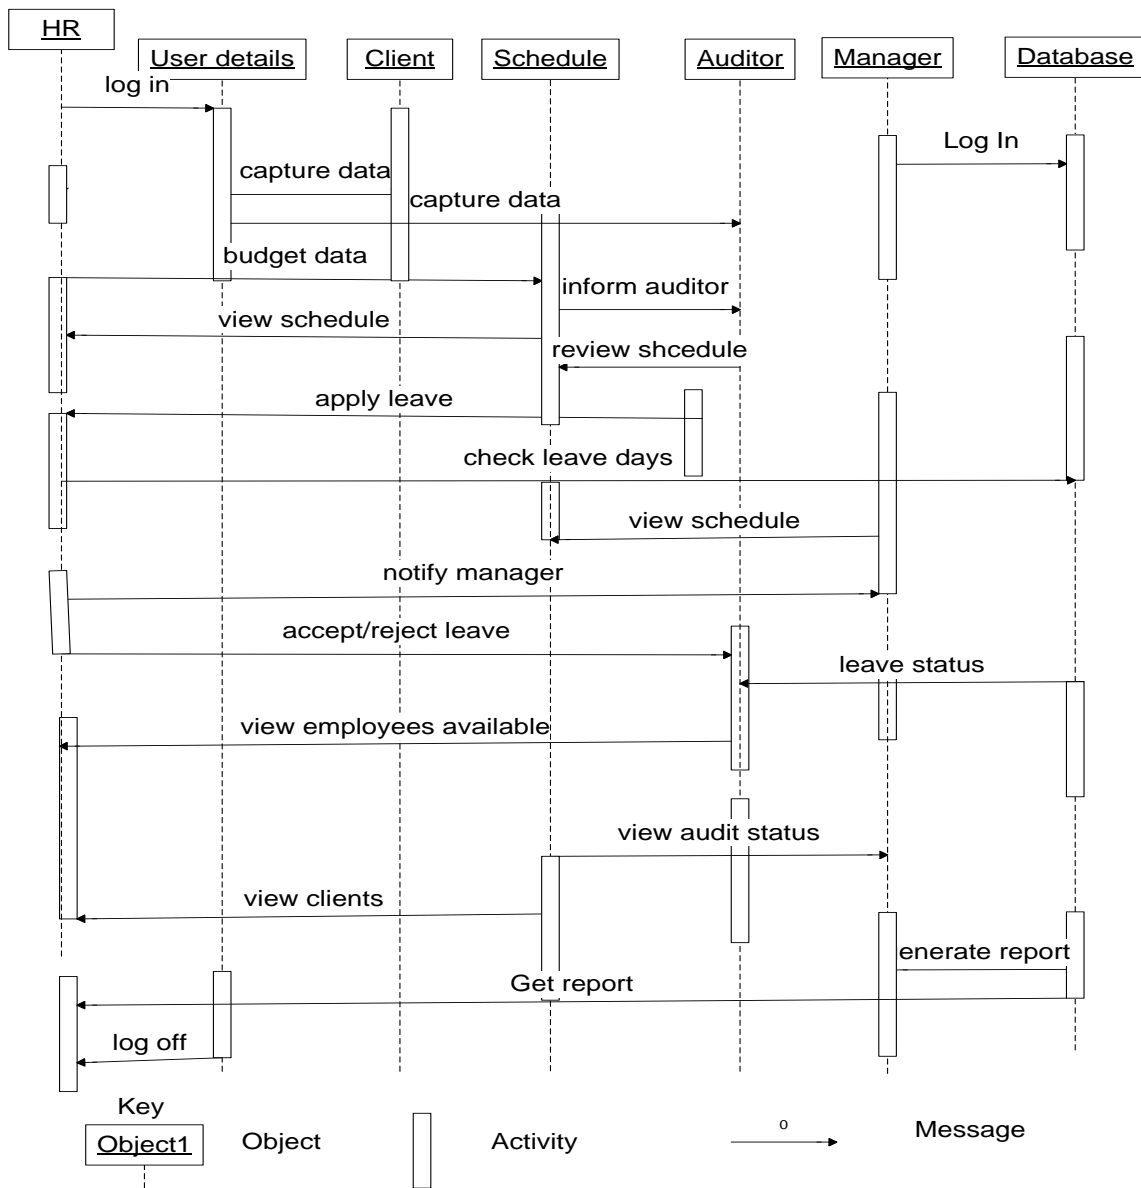 HR
User details
Client
Schedule
Auditor
Manager
Database
log in
Log In
capture data
capture data
budget data
inform auditor
view schedule
review shcedule
apply leave
check leave days
view schedule
notify manager
accept/reject leave
leave status
view employees available
view audit status
view clients
enerate report
Get report
log off
Key
Object1
Object
Activity
o
Message